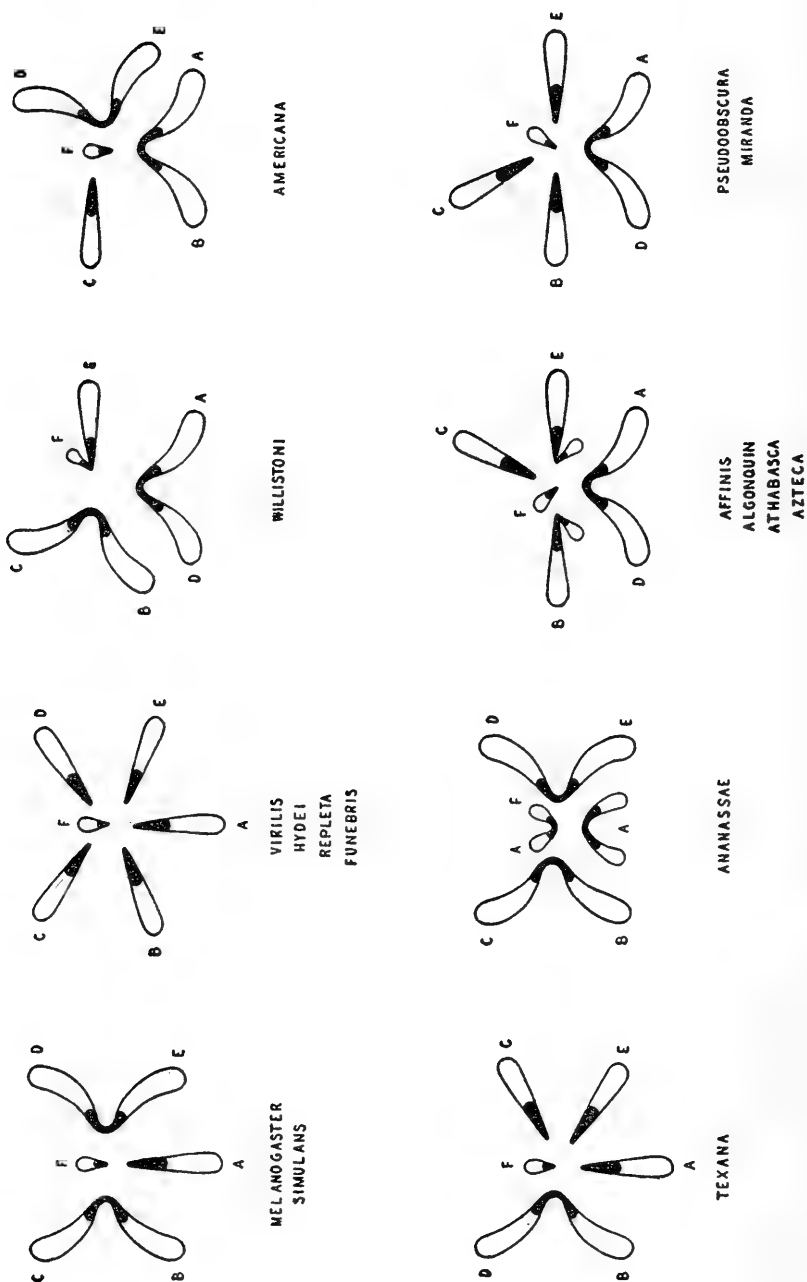 C
D
F
B
E
A
MELANOGASTER
SIMULANS
C
D
F
B
E
A
VIRILIS
HYDEI
REPLETA
FUNEBRIS
C
F
E
B
D
A
WILLISTONI
D
E
F
C
B
A
AMERICANA
D
F
C
B
E
A
TEXANA
C
D
A
F
B
E
A
ANANASSAE
C
F
E
B
D
A
AFFINIS
ALGONQUIN
ATHABASCA
AZTECA
C
F
E
B
D
A
PSEUDOOBSCURA
MIRANDA